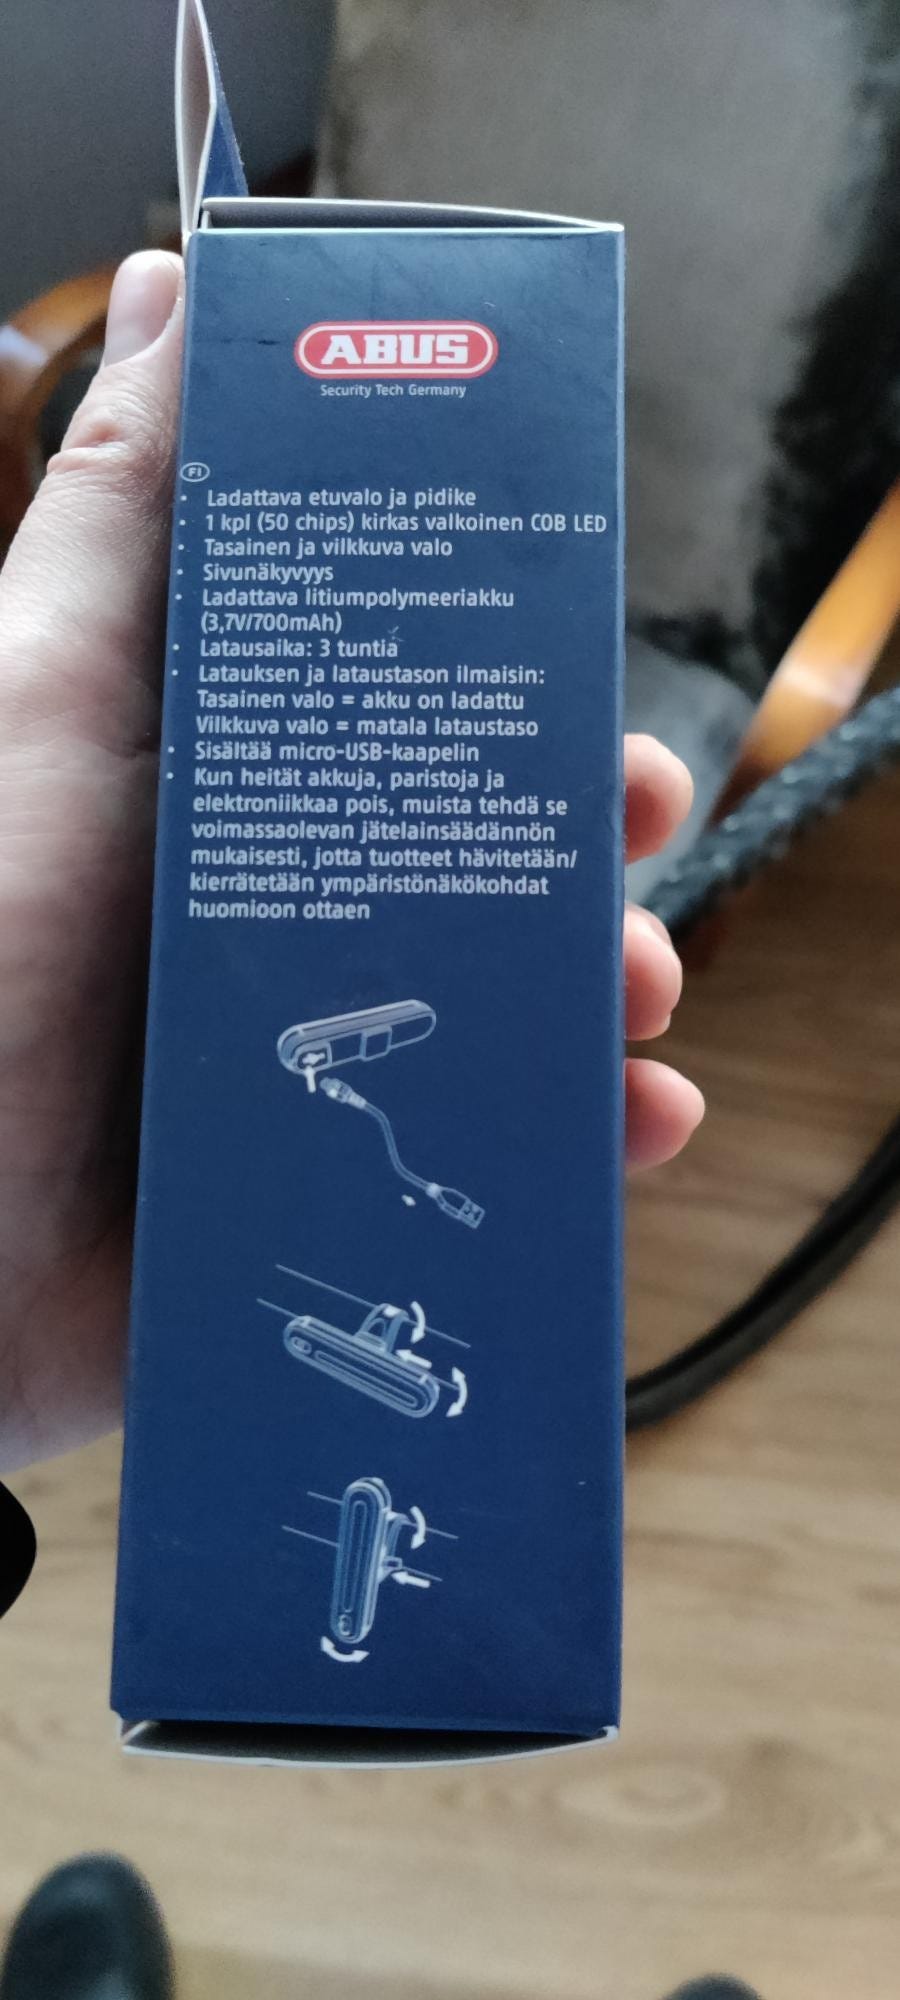 ABUS
Security Tech Germany
FI
• Ladattava etuvalo ja pidike
• 1 kpl (50 chips) kirkas valkoinen COB LED
• Tasainen ja vilkkuva valo
• Sivunäkyvyys
• Ladattava litiumpolymeeriakku
(3,7V/700mAh)
• Latausaika: 3 tuntia
• Latauksen ja lataustason ilmaisin:
Tasainen valo = akku on ladattu
Vilkkuva valo = matala lataustaso
• Sisältää micro-USB-kaapelin
• Kun heität akkuja, paristoja ja
elektroniikkaa pois, muista tehdä se
voimassaolevan jätelainsäädännön
mukaisesti, jotta tuotteet hävitetään/
kierrätetään ympäristönäkökohdat
huomioon ottaen